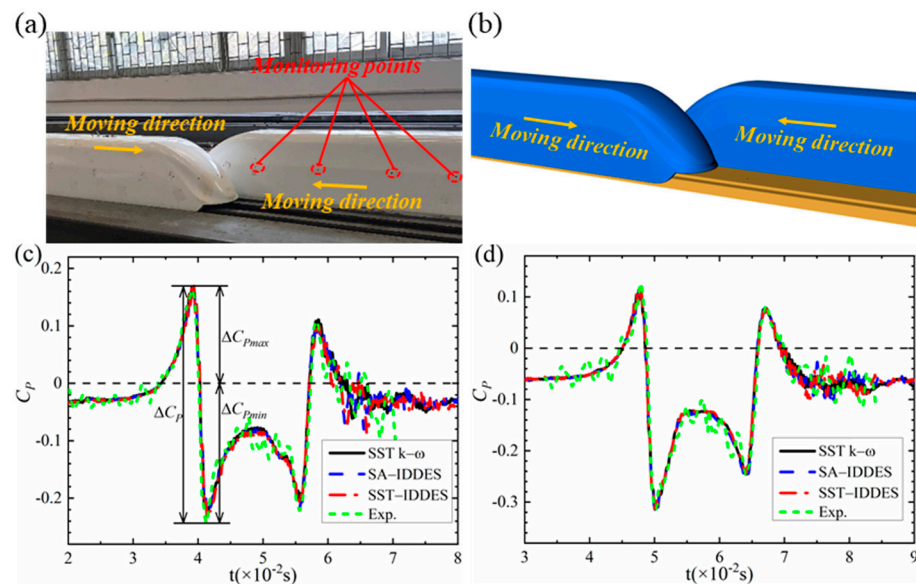 (a)
Monitoring points
Moving direction
Moving direction
(b)
Moving direction
Moving direction
(c)
0.2
0.1
0
-0.1
-0.2
C_P
ΔC_Pmax
ΔC_P
ΔC_Pmin
SST k−ω
SA−IDDES
SST−IDDES
Exp.
2 3 4 5 6 7 8
t(×10⁻²s)
(d)
0.1
0
-0.1
-0.2
-0.3
C_P
SST k−ω
SA−IDDES
SST−IDDES
Exp.
3 4 5 6 7 8 9
t(×10⁻²s)